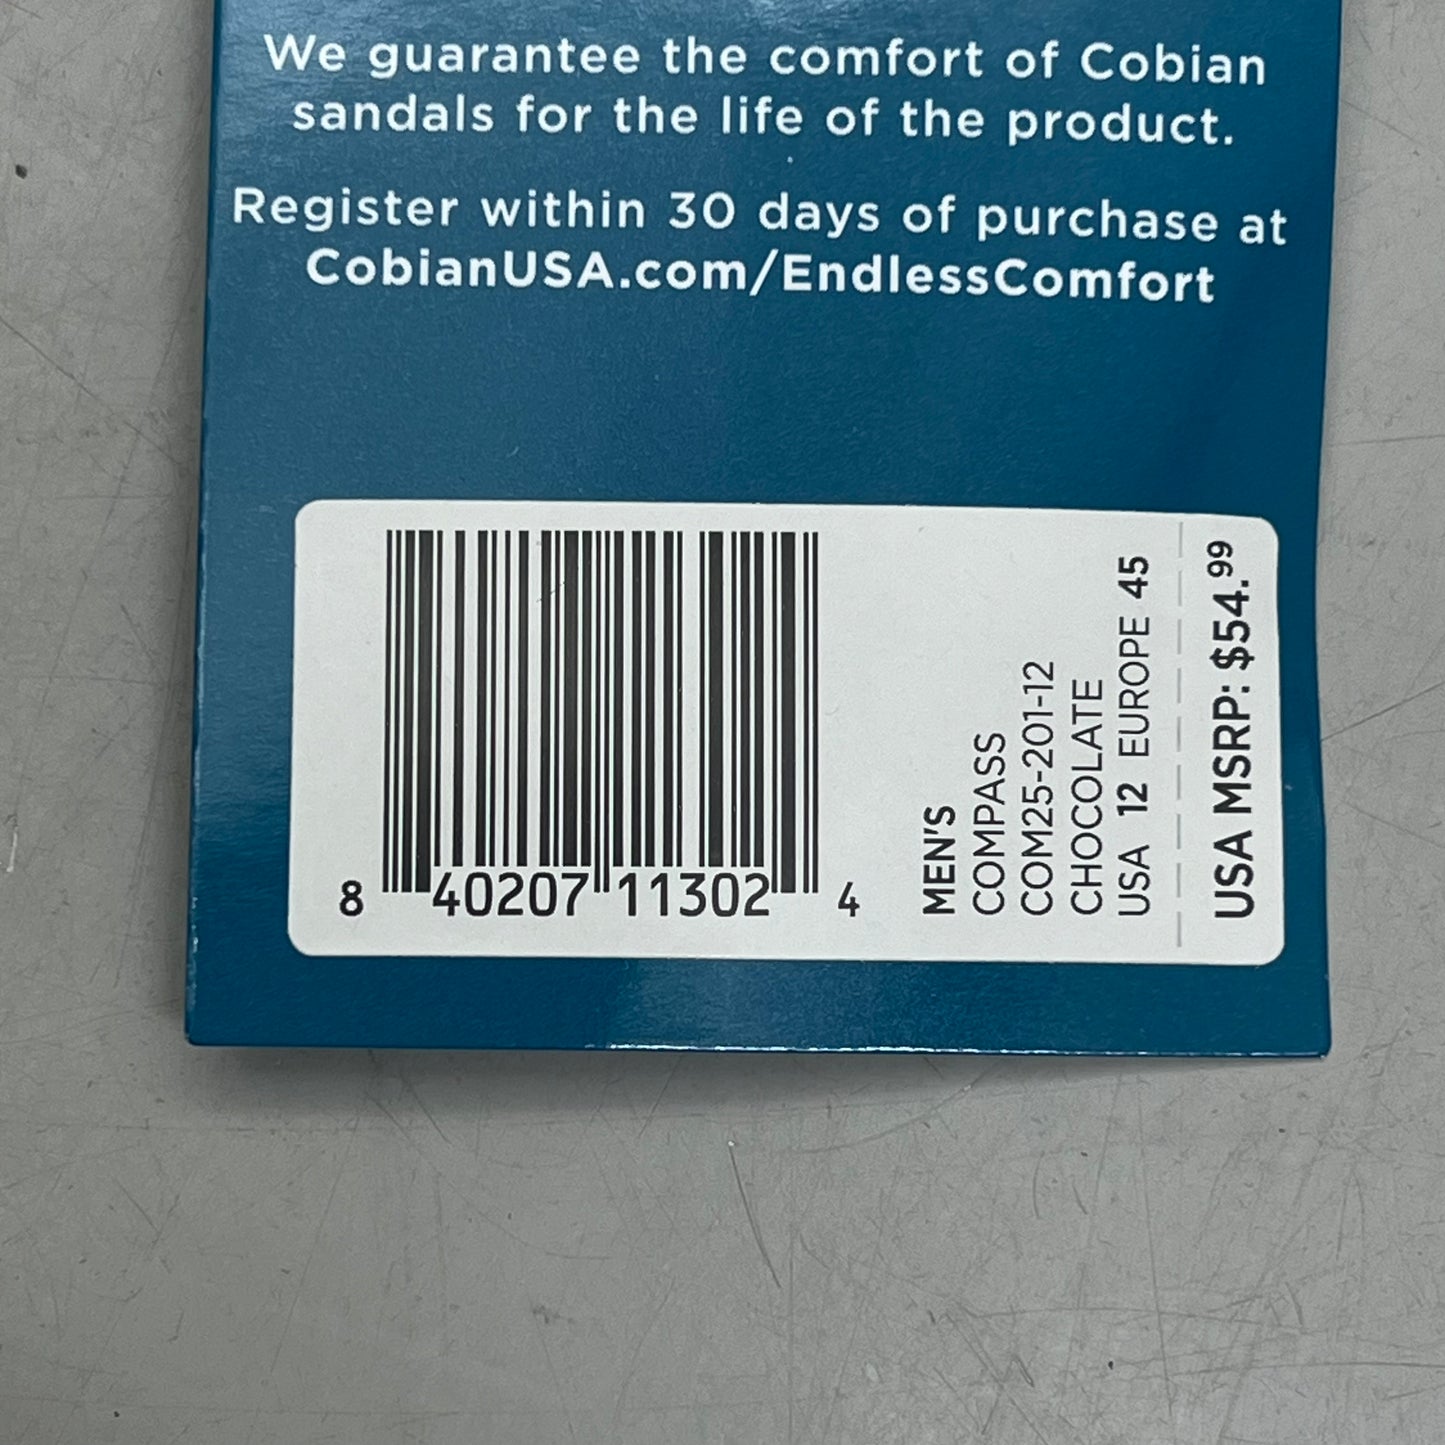 We guarantee the comfort of Cobian
sandals for the life of the product.
Register within 30 days of purchase at
CobianUSA.com/EndlessComfort
8 40207 11302 4
MEN'S
COMPASS
COM25-201-12
CHOCOLATE
USA 12 EUROPE 45
USA MSRP: $54.99